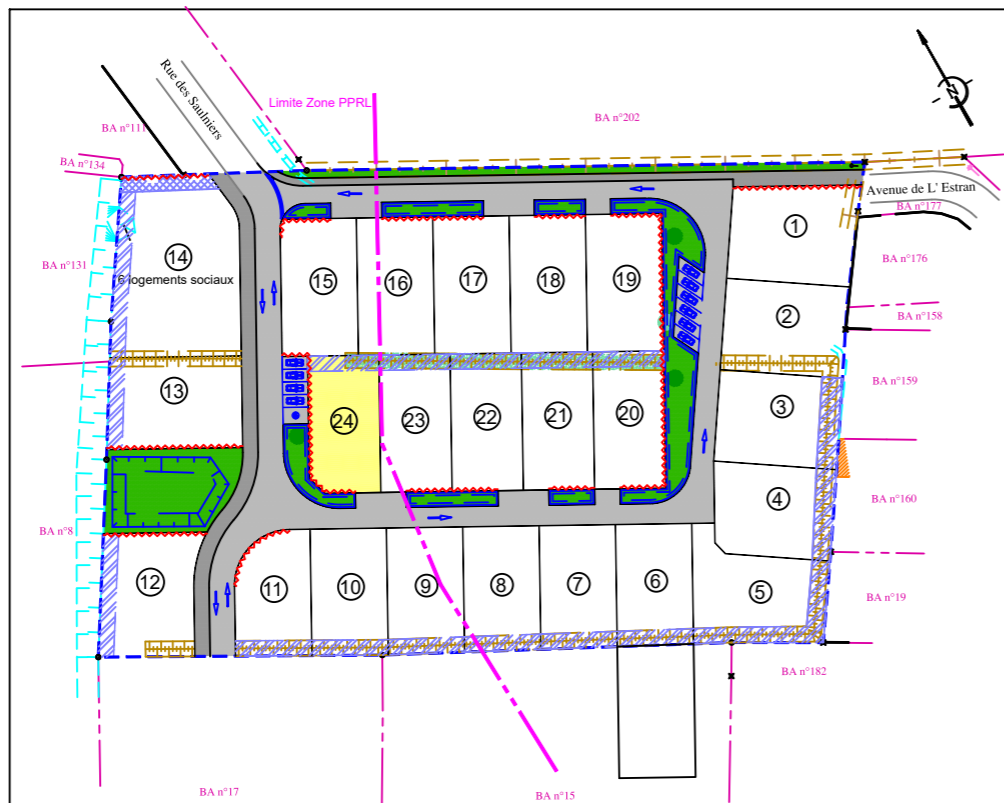 Rue des Saulniers
Limite Zone PPRL
N
BA n°111
BA n°202
BA n°134
Avenue de L' Estran
BA n°177
1
14
6 logements sociaux
15
16
17
18
19
BA n°131
BA n°176
2
BA n°158
13
24
23
22
21
20
3
BA n°159
4
BA n°160
BA n°8
12
11
10
9
8
7
6
5
BA n°19
BA n°182
BA n°17
BA n°15